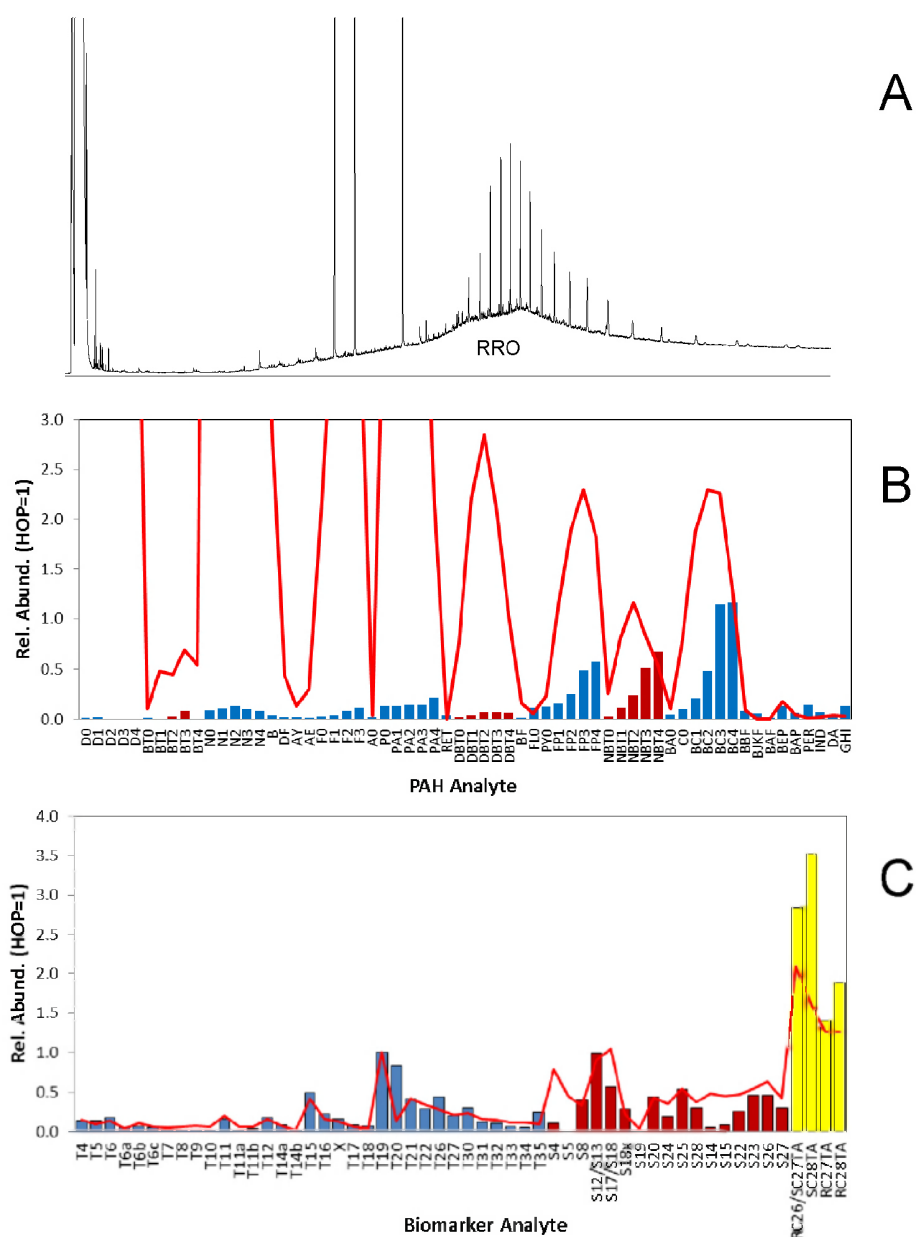 A
RRO
B
Rel. Abund. (HOP=1)
3.0
2.5
2.0
1.5
1.0
0.5
0.0
D0 D1 D2 D3 D4 BT0 BT1 BT2 BT3 BT4 N0 N1 N2 N3 N4 B DF AY AE F0 F1 F2 F3 A0 P0 PA1 PA2 PA3 PA4 RET DBT0 DBT1 DBT2 DBT3 DBT4 BF FL0 PY0 FP1 FP2 FP3 FP4 NBT0 NBT1 NBT2 NBT3 NBT4 BA0 C0 BC1 BC2 BC3 BC4 BBF BJKF BAF BEP BAP PER IND DA GHI
PAH Analyte
C
Rel. Abund. (HOP=1)
4.0
3.5
3.0
2.5
2.0
1.5
1.0
0.5
0.0
T4 T5 T6 T6a T6b T6c T7 T8 T9 T10 T11 T11a T11b T12 T14a T14b T15 T16 X T17 T18 T19 T20 T21 T22 T26 T27 T30 T31 T32 T33 T34 T35 S4 S5 S8 S12/S13 S17/S18 S18x S19 S20 S24 S25 S28 S14 S15 S22 S23 S26 S27 RC26/SC27TA SC28TA RC27TA RC28TA
Biomarker Analyte